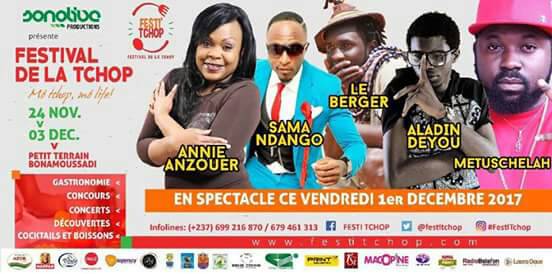 sonotive
PRODUCTIONS
présente
FESTIVAL
DE LA TCHOP
Mô tchop, mô life!
24 NOV.
03 DEC.
PETIT TERRAIN
BONAMOUSSADI
GASTRONOMIE
CONCOURS
CONCERTS
DÉCOUVERTES
COCKTAILS ET BOISSONS
FESTI
TCHOP
FESTIVAL DE LA TCHOP
ANNIE
ANZOUER
SAMA
NDANGO
LE
BERGER
ALADIN
DEYOU
METUSCHELAH
EN SPECTACLE CE VENDREDI 1er DECEMBRE 2017
Infolines: (+237) 699 216 870 / 679 461 313
FESTI TCHOP
@festitchop
@FestiTchop
www.festitchop.com
PRINT
MACOPINE